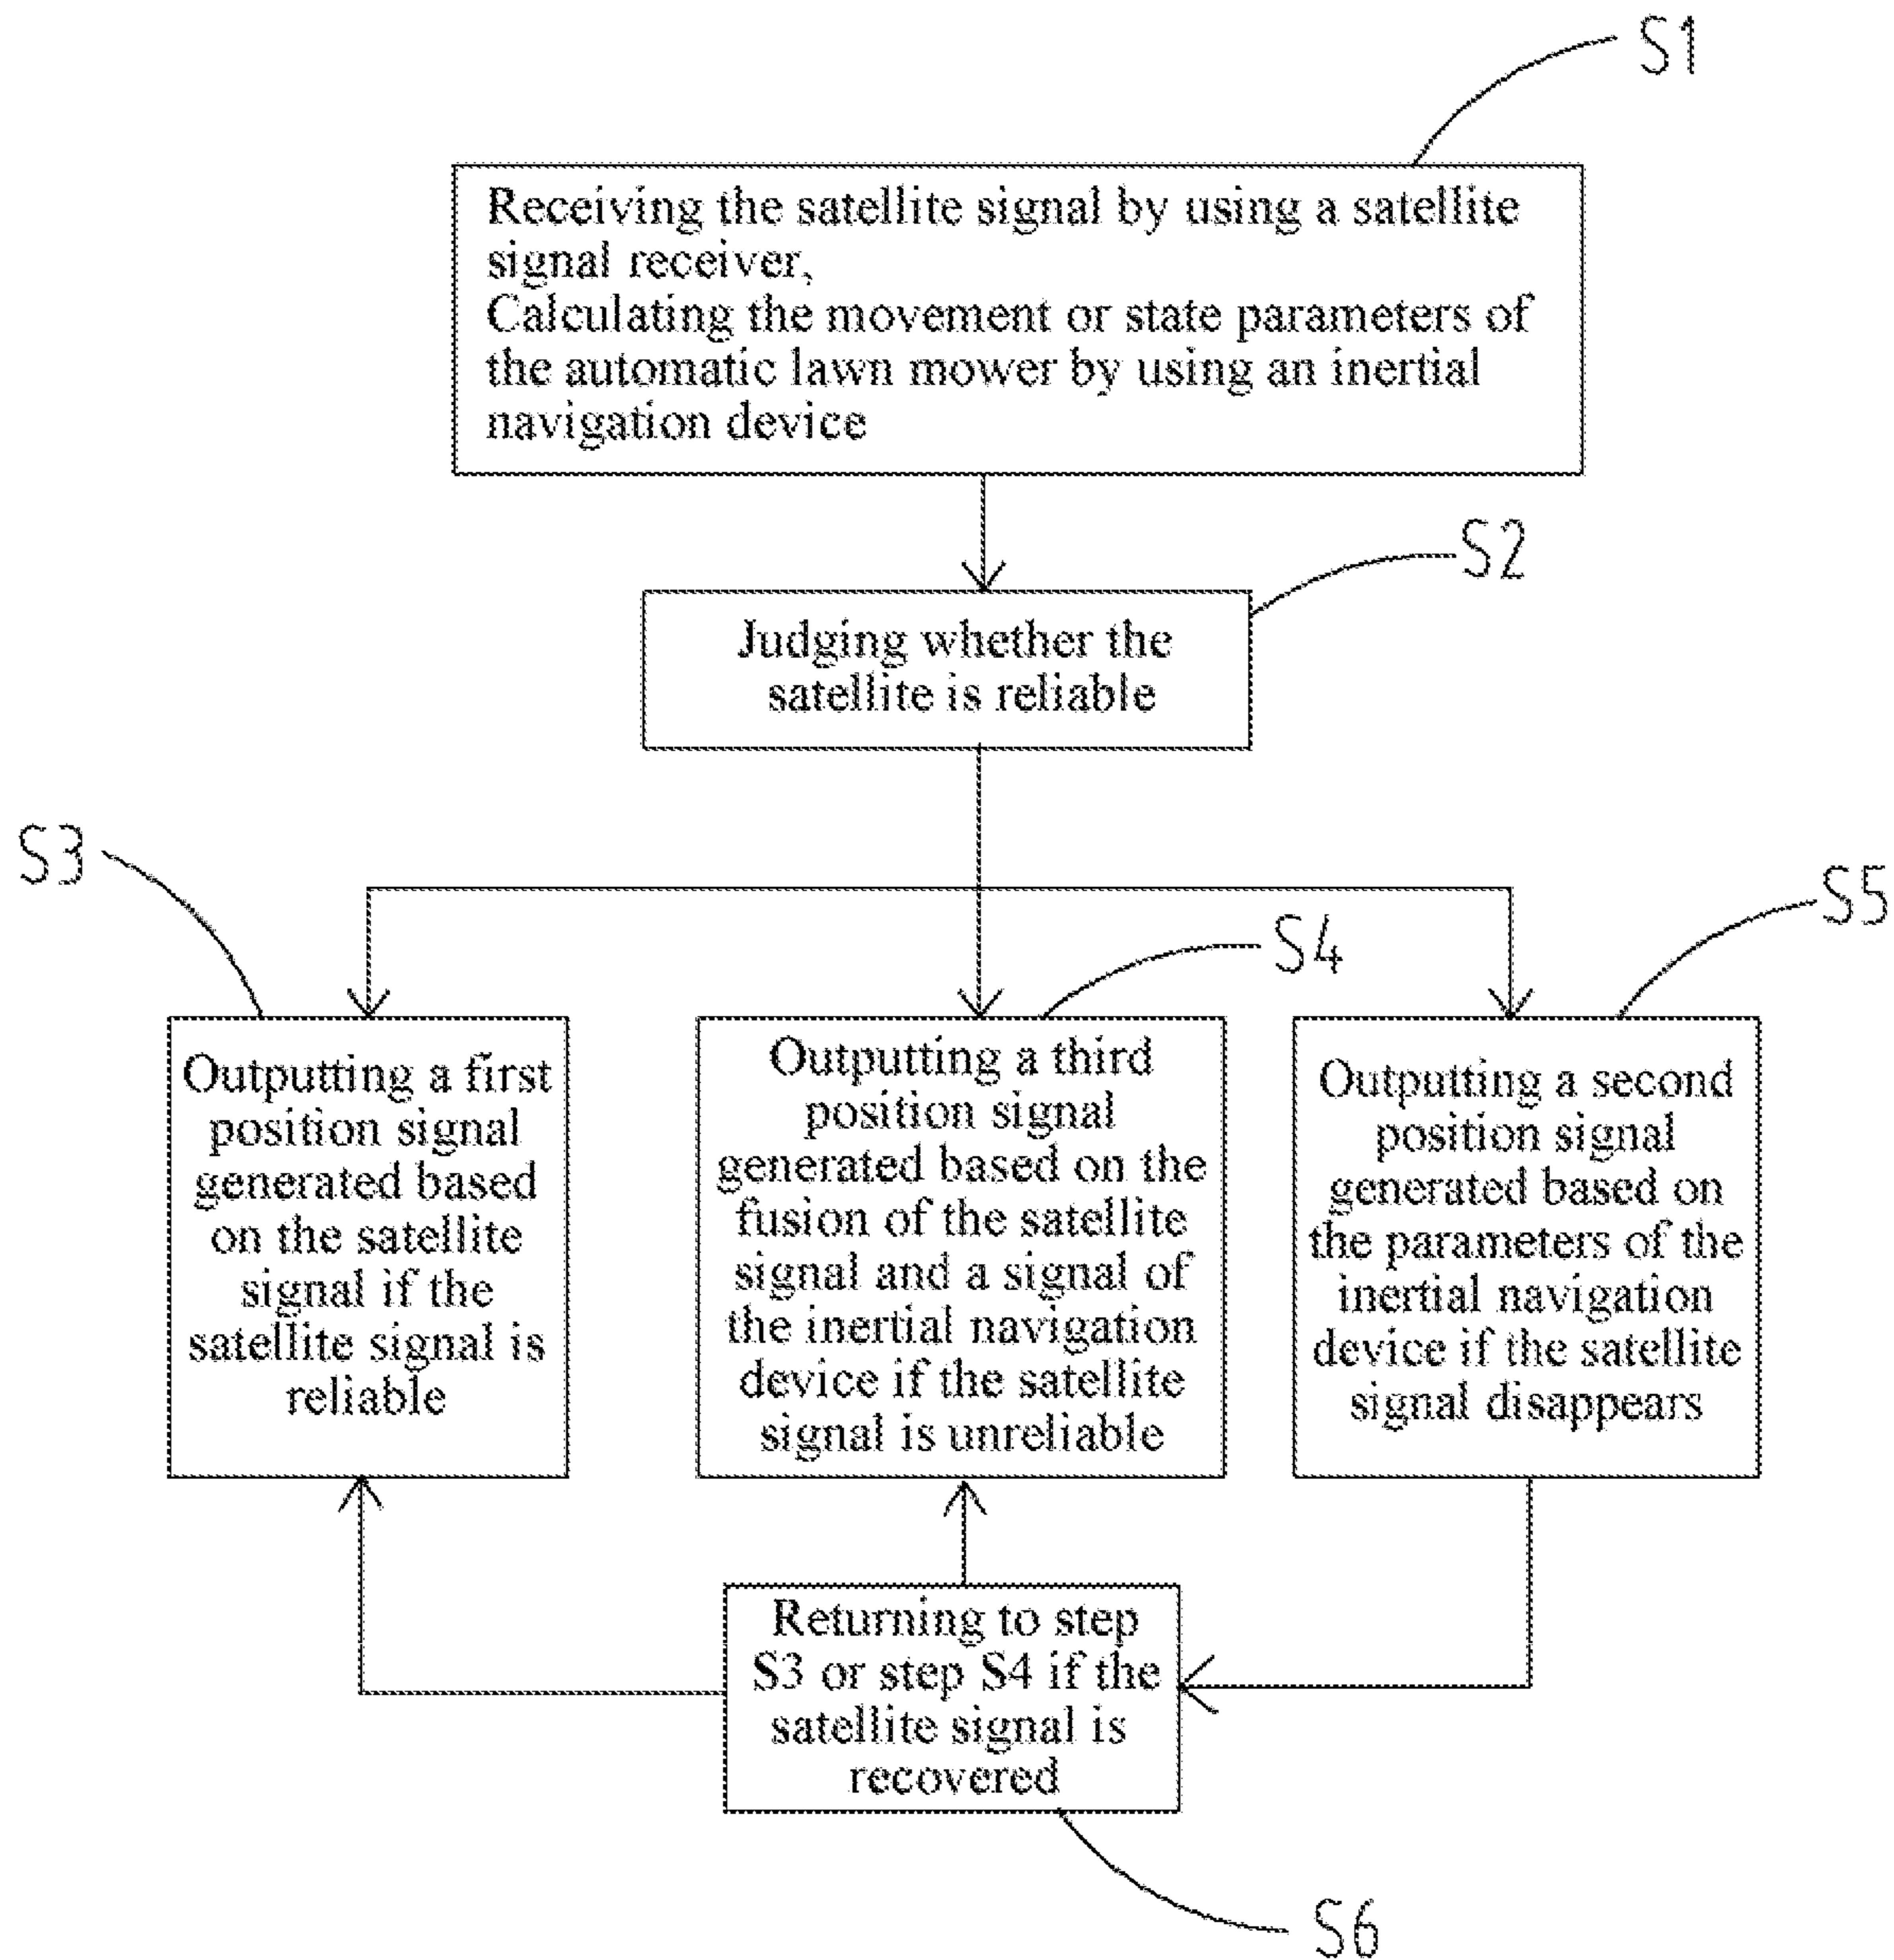 S1
Receiving the satellite signal by using a satellite
signal receiver,
Calculating the movement or state parameters of
the automatic lawn mower by using an inertial
navigation device
S2
Judging whether the
satellite is reliable
S3
Outputting a first
position signal
generated based
on the satellite
signal if the
satellite signal is
reliable
S4
Outputting a third
position signal
generated based on the
fusion of the satellite
signal and a signal of
the inertial navigation
device if the satellite
signal is unreliable
S5
Outputting a second
position signal
generated based on
the parameters of the
inertial navigation
device if the satellite
signal disappears
Returning to step
S3 or step S4 if the
satellite signal is
recovered
S6